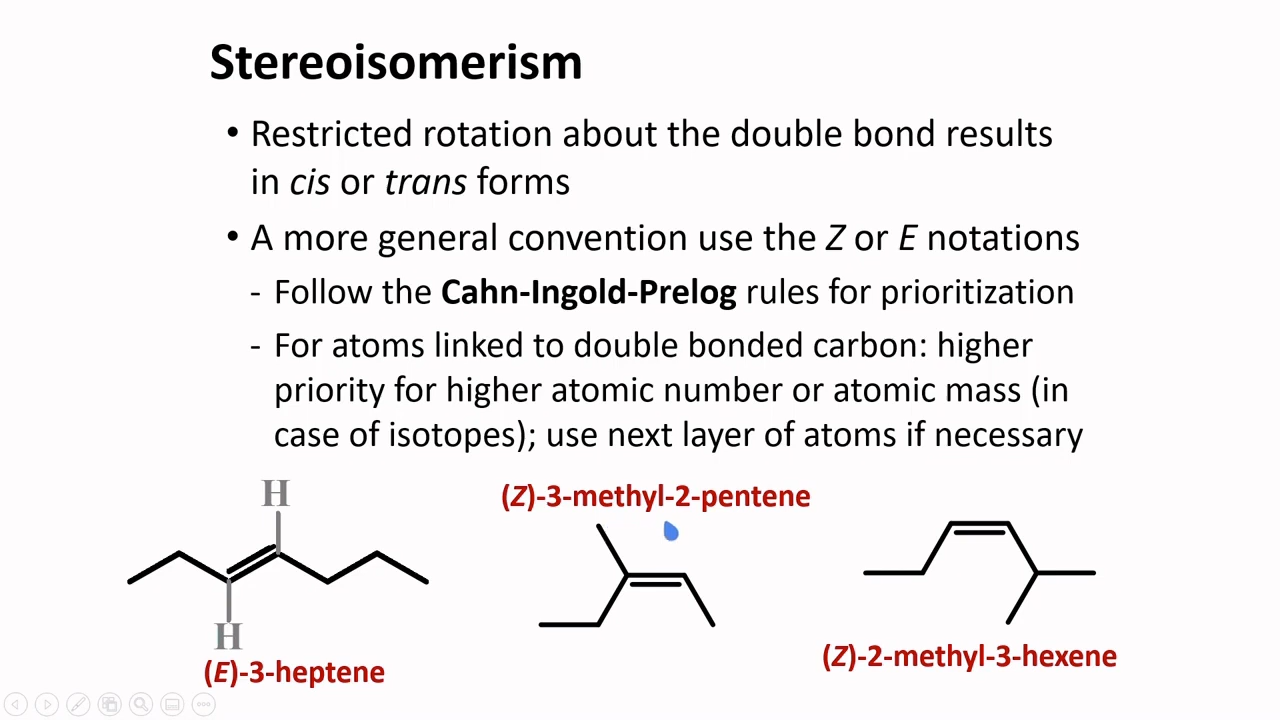 Stereoisomerism
• Restricted rotation about the double bond results
in cis or trans forms
• A more general convention use the Z or E notations
- Follow the Cahn-Ingold-Prelog rules for prioritization
- For atoms linked to double bonded carbon: higher
priority for higher atomic number or atomic mass (in
case of isotopes); use next layer of atoms if necessary
H
H
(E)-3-heptene
(Z)-3-methyl-2-pentene
(Z)-2-methyl-3-hexene